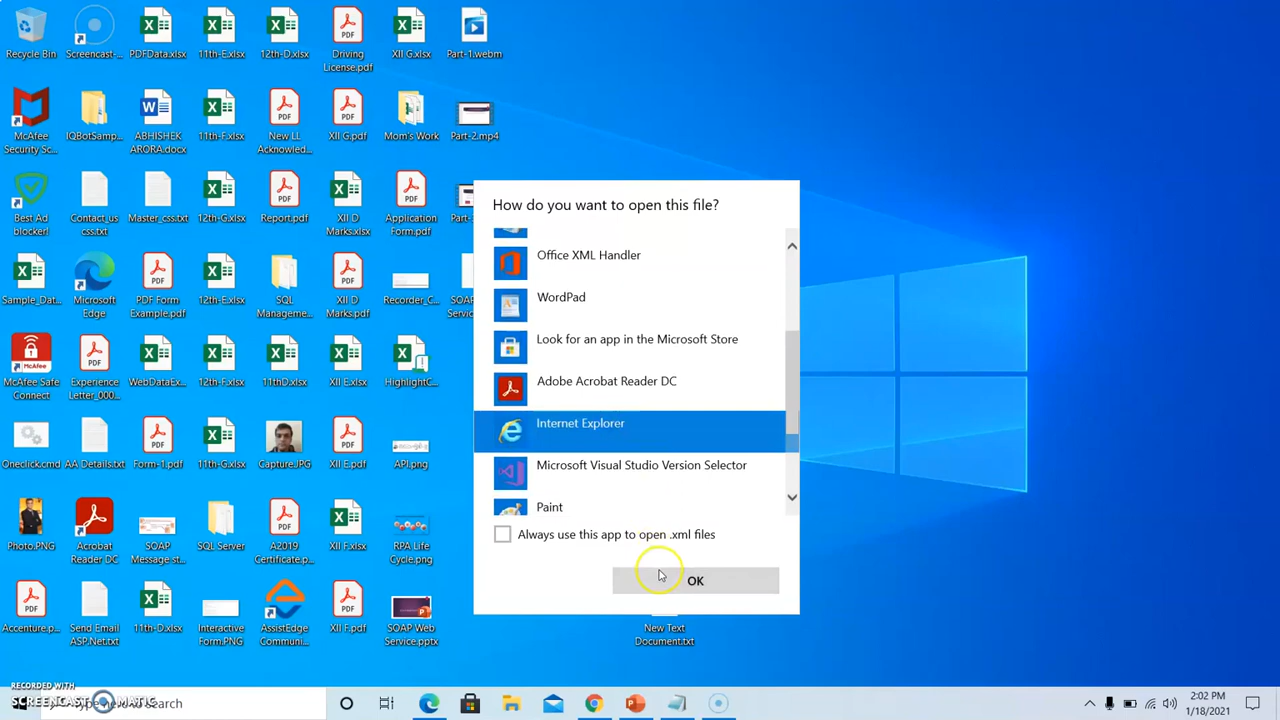 Recycle Bin
Screencast-...
PDFData.xlsx
11th-E.xlsx
12th-D.xlsx
Driving
License.pdf
XII G.xlsx
Part-1.webm
McAfee
Security Sc...
IQBotSamp...
ABHISHEK
ARORA.docx
11th-F.xlsx
New LL
Acknowled...
XII G.pdf
Mom's Work
Part-2.mp4
Best Ad
blocker!
Contact_us
css.txt
Master_css.txt
12th-G.xlsx
Report.pdf
XII D
Marks.xlsx
Application
Form.pdf
Part-
Sample_Dat...
Microsoft
Edge
PDF Form
Example.pdf
12th-E.xlsx
SQL
Manageme...
XII D
Marks.pdf
Recorder_C...
SOAP
Servic
McAfee Safe
Connect
Experience
Letter_000...
WebDataEx...
12th-F.xlsx
11thD.xlsx
XII E.xlsx
HighlightC...
Oneclick.cmd
AA Details.txt
Form-1.pdf
11th-G.xlsx
Capture.JPG
XII E.pdf
API.png
Photo.PNG
Acrobat
Reader DC
SOAP
Message st...
SQL Server
A2019
Certificate.p...
XII F.xlsx
RPA Life
Cycle.png
Accenture.p...
Send Email
ASP.Net.txt
11th-D.xlsx
Interactive
Form.PNG
AssistEdge
Communi...
XII F.pdf
SOAP Web
Service.pptx
New Text
Document.txt
How do you want to open this file?
Office XML Handler
WordPad
Look for an app in the Microsoft Store
Adobe Acrobat Reader DC
Internet Explorer
Microsoft Visual Studio Version Selector
Paint
Always use this app to open .xml files
OK
RECORDED WITH
SCREENCAST MATIC
Type here to search
2:02 PM
1/18/2021